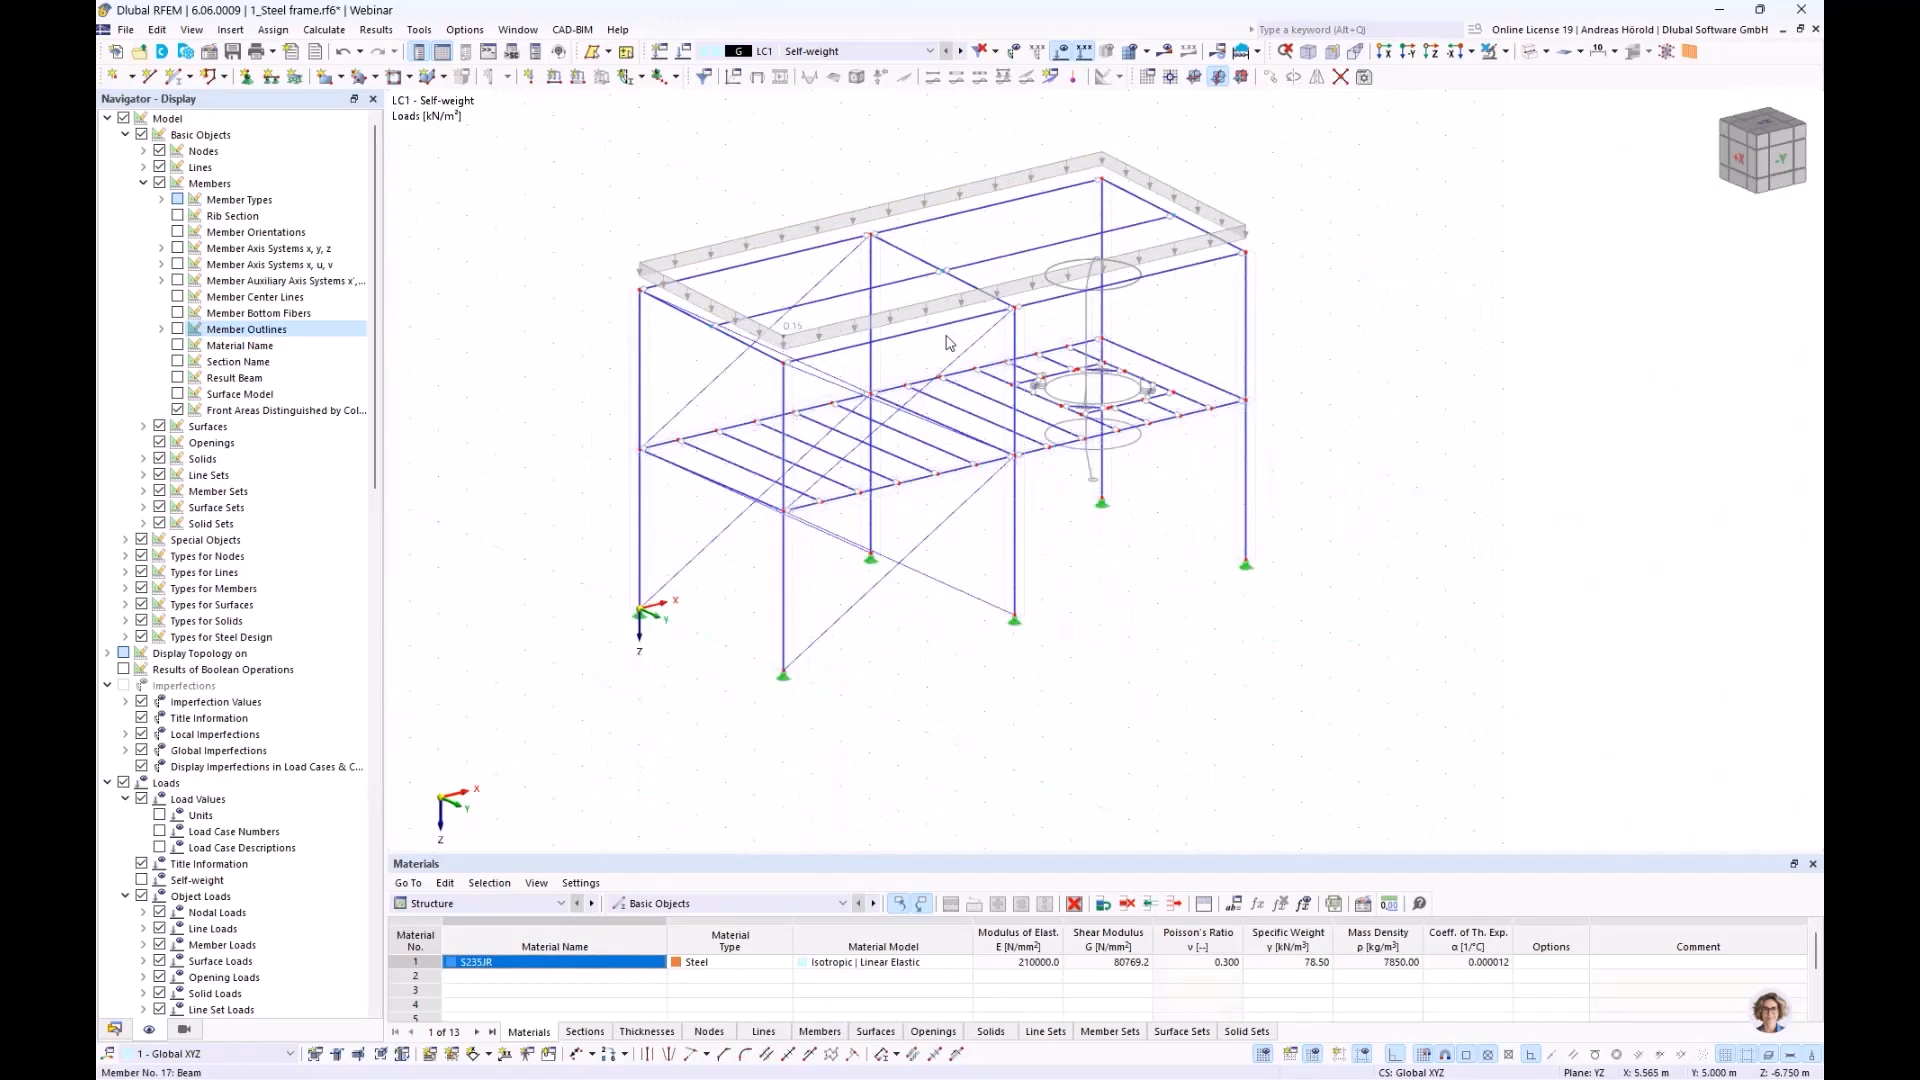 Dlubal RFEM | 6.06.0009 | 1_Steel frame.rf6* | Webinar
File Edit View Insert Assign Calculate Results Tools Options Window CAD-BIM Help
Type a keyword (Alt+Q)
Online License 19 | Andreas Hörold | Dlubal Software GmbH
G LC1 Self-weight
Navigator - Display
LC1 - Self-weight
Loads [kN/m²]
Model
Basic Objects
Nodes
Lines
Members
Member Types
Rib Section
Member Orientations
Member Axis Systems x, y, z
Member Axis Systems x, u, v
Member Auxiliary Axis Systems x',...
Member Center Lines
Member Bottom Fibers
Member Outlines
Material Name
Section Name
Result Beam
Surface Model
Front Areas Distinguished by Col...
Surfaces
Openings
Solids
Line Sets
Member Sets
Surface Sets
Solid Sets
Special Objects
Types for Nodes
Types for Lines
Types for Members
Types for Surfaces
Types for Solids
Types for Steel Design
Display Topology on
Results of Boolean Operations
Imperfections
Imperfection Values
Title Information
Local Imperfections
Global Imperfections
Display Imperfections in Load Cases & C...
Loads
Load Values
Units
Load Case Numbers
Load Case Descriptions
Title Information
Self-weight
Object Loads
Nodal Loads
Line Loads
Member Loads
Surface Loads
Opening Loads
Solid Loads
Line Set Loads
+X
-Y
0.15
X
Y
Z
X
Y
Z
Materials
Go To Edit Selection View Settings
Structure
Basic Objects
Material No. Material Name Material Type Material Model Modulus of Elast. E [N/mm²] Shear Modulus G [N/mm²] Poisson's Ratio ν [--] Specific Weight γ [kN/m³] Mass Density ρ [kg/m³] Coeff. of Th. Exp. α [1/°C] Options Comment
1 S235JR Steel Isotropic | Linear Elastic 210000.0 80769.2 0.300 78.50 7850.00 0.000012
2
3
4
5
1 of 13 Materials Sections Thicknesses Nodes Lines Members Surfaces Openings Solids Line Sets Member Sets Surface Sets Solid Sets
1 - Global XYZ
Member No. 17: Beam
CS: Global XYZ
Plane: YZ
X: 5.565 m
Y: 5.000 m
Z: -6.750 m